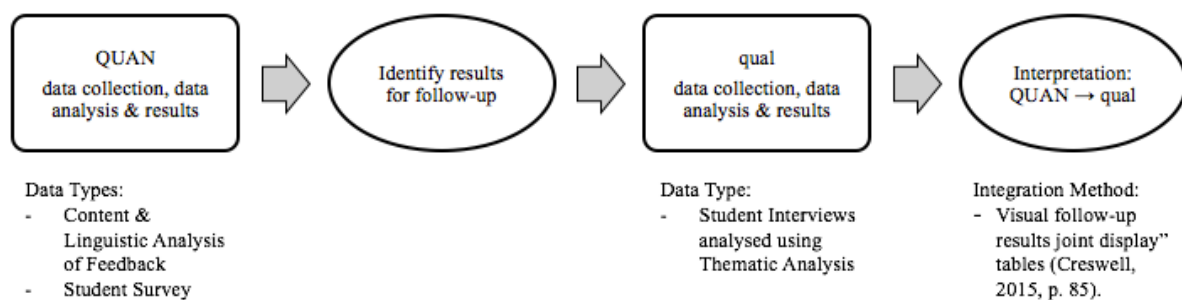 QUAN
data collection, data
analysis & results
Identify results
for follow-up
qual
data collection, data
analysis & results
Interpretation:
QUAN → qual
Data Types:
- Content &
Linguistic Analysis
of Feedback
- Student Survey
Data Type:
- Student Interviews
analysed using
Thematic Analysis
Integration Method:
- Visual follow-up
results joint display”
tables (Creswell,
2015, p. 85).